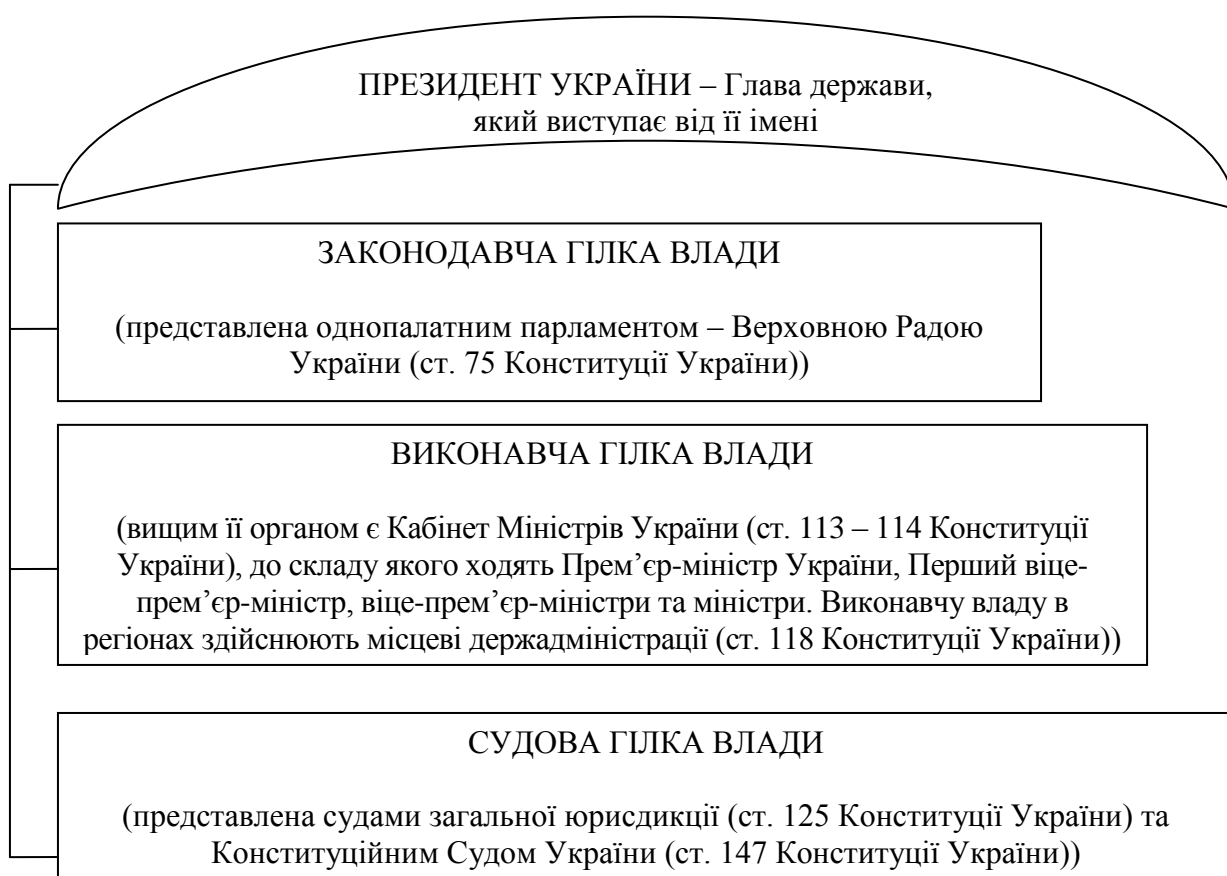 ПРЕЗИДЕНТ УКРАЇНИ – Глава держави,
який виступає від її імені
ЗАКОНОДАВЧА ГІЛКА ВЛАДИ
(представлена однопалатним парламентом – Верховною Радою
України (ст. 75 Конституції України))
ВИКОНАВЧА ГІЛКА ВЛАДИ
(вищим її органом є Кабінет Міністрів України (ст. 113 – 114 Конституції
України), до складу якого ходять Прем’єр-міністр України, Перший віце-
прем’єр-міністр, віце-прем’єр-міністри та міністри. Виконавчу владу в
регіонах здійснюють місцеві держадміністрації (ст. 118 Конституції України))
СУДОВА ГІЛКА ВЛАДИ
(представлена судами загальної юрисдикції (ст. 125 Конституції України) та
Конституційним Судом України (ст. 147 Конституції України))